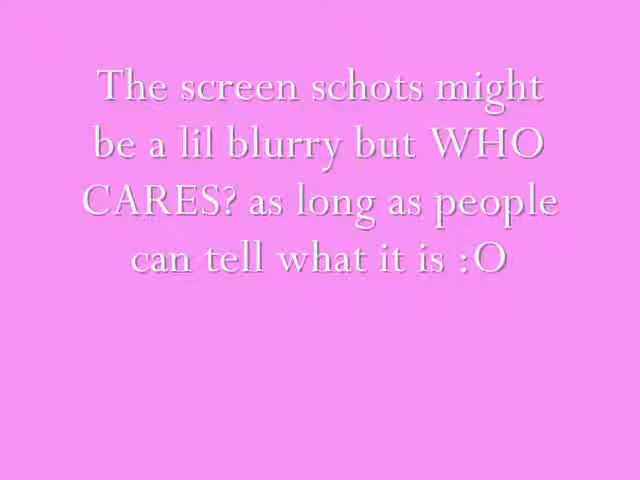 The screen schots might
be a lil blurry but WHO
CARES? as long as people
can tell what it is :O